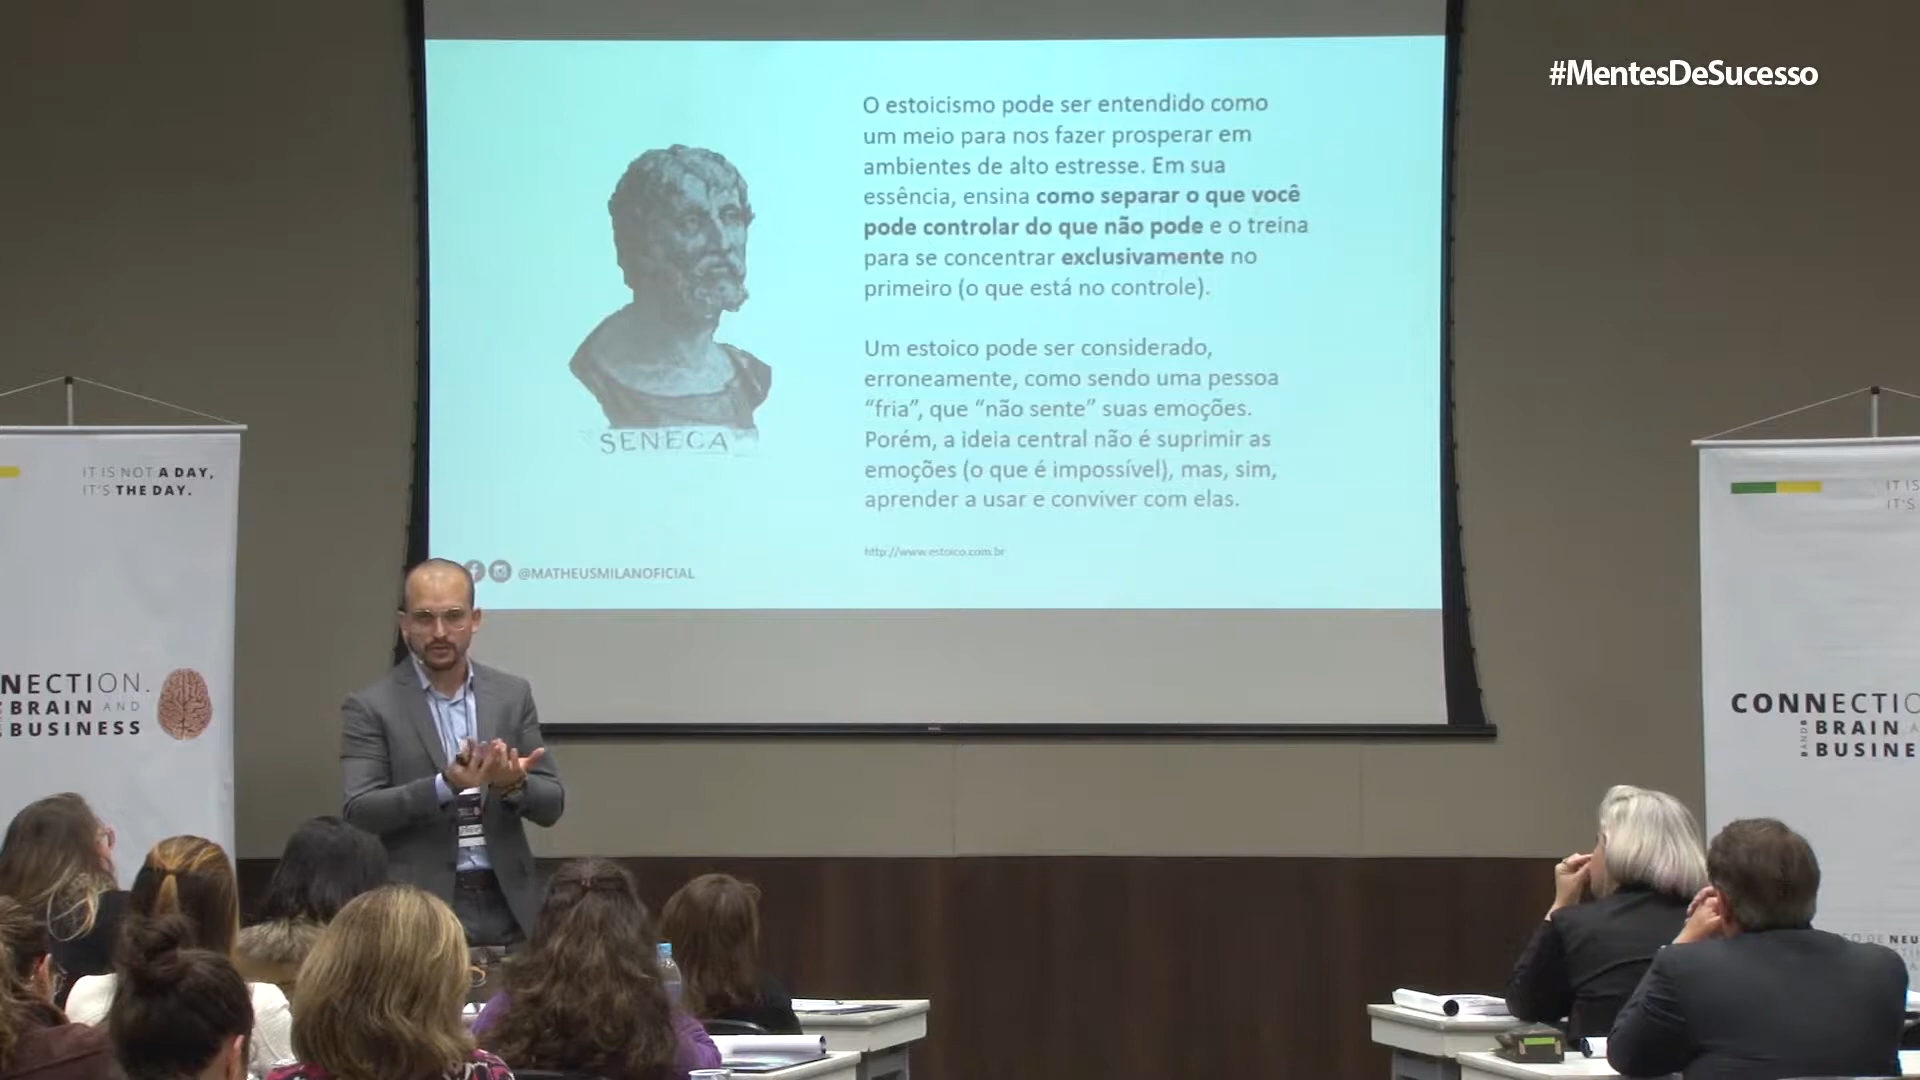 #MentesDeSucesso
O estoicismo pode ser entendido como
um meio para nos fazer prosperar em
ambientes de alto estresse. Em sua
essência, ensina como separar o que você
pode controlar do que não pode e o treina
para se concentrar exclusivamente no
primeiro (o que está no controle).
Um estoico pode ser considerado,
erroneamente, como sendo uma pessoa
“fria”, que “não sente” suas emoções.
Porém, a ideia central não é suprimir as
emoções (o que é impossível), mas, sim,
aprender a usar e conviver com elas.
http://www.estoico.com.br
SENECA
@MATHEUSMILANOFICIAL
IT IS NOT A DAY,
IT'S THE DAY.
NECTION.
BRAIN AND
BUSINESS
IT IS
IT'S
CONNECTIO
BANDB
BRAIN A
BUSINE
SO DE NEU